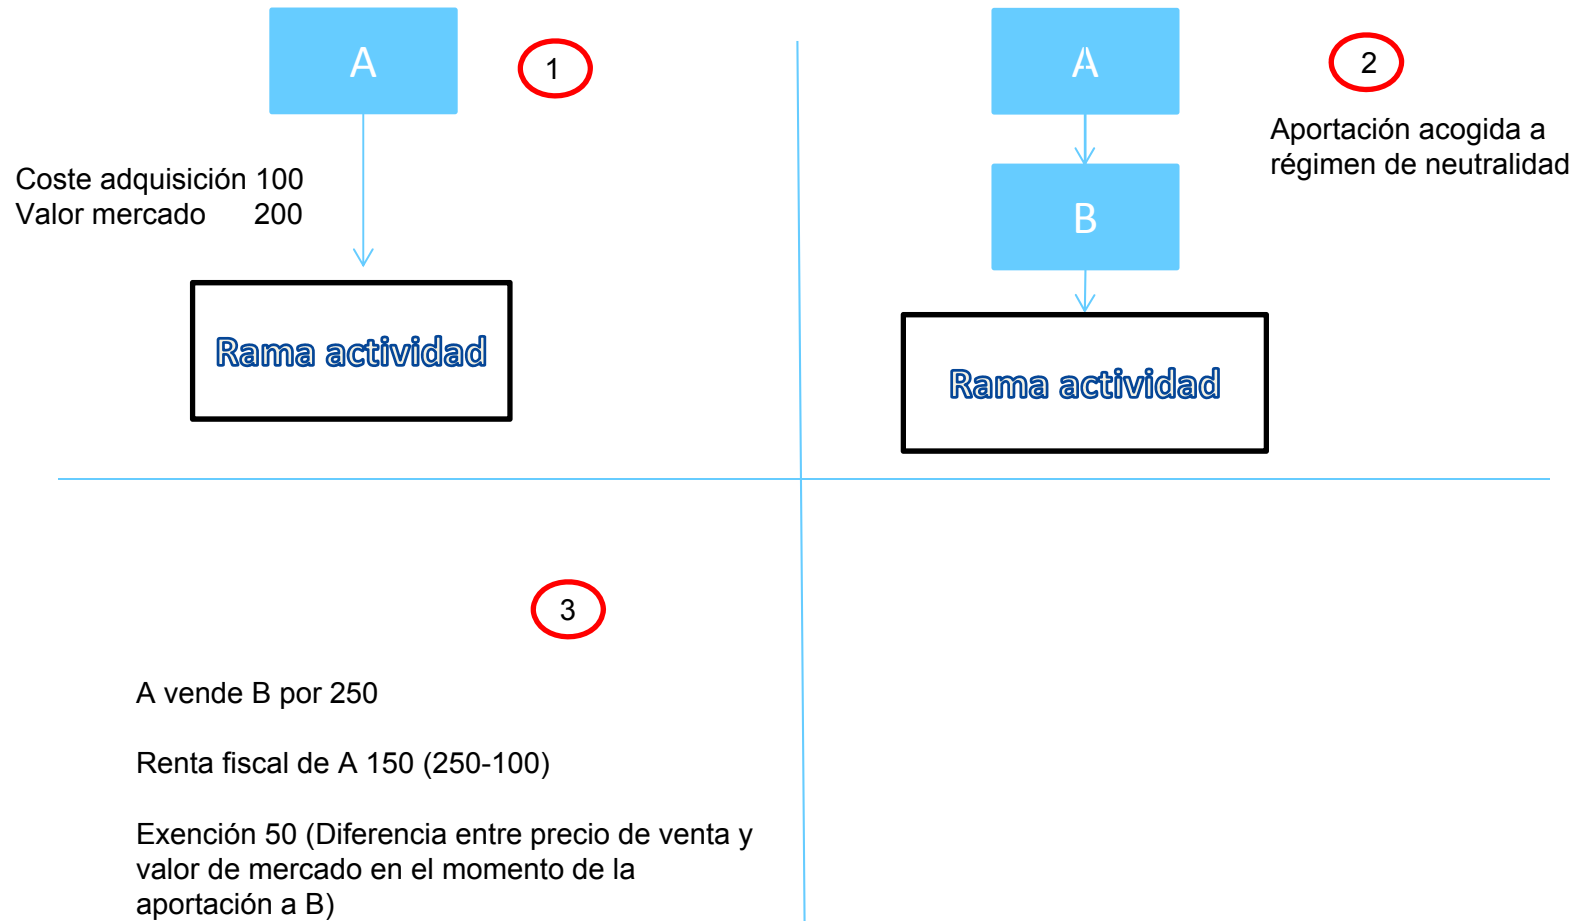 A
1
Coste adquisición 100
Valor mercado 200
Rama actividad
A
2
Aportación acogida a
régimen de neutralidad
B
Rama actividad
3
A vende B por 250
Renta fiscal de A 150 (250-100)
Exención 50 (Diferencia entre precio de venta y
valor de mercado en el momento de la
aportación a B)